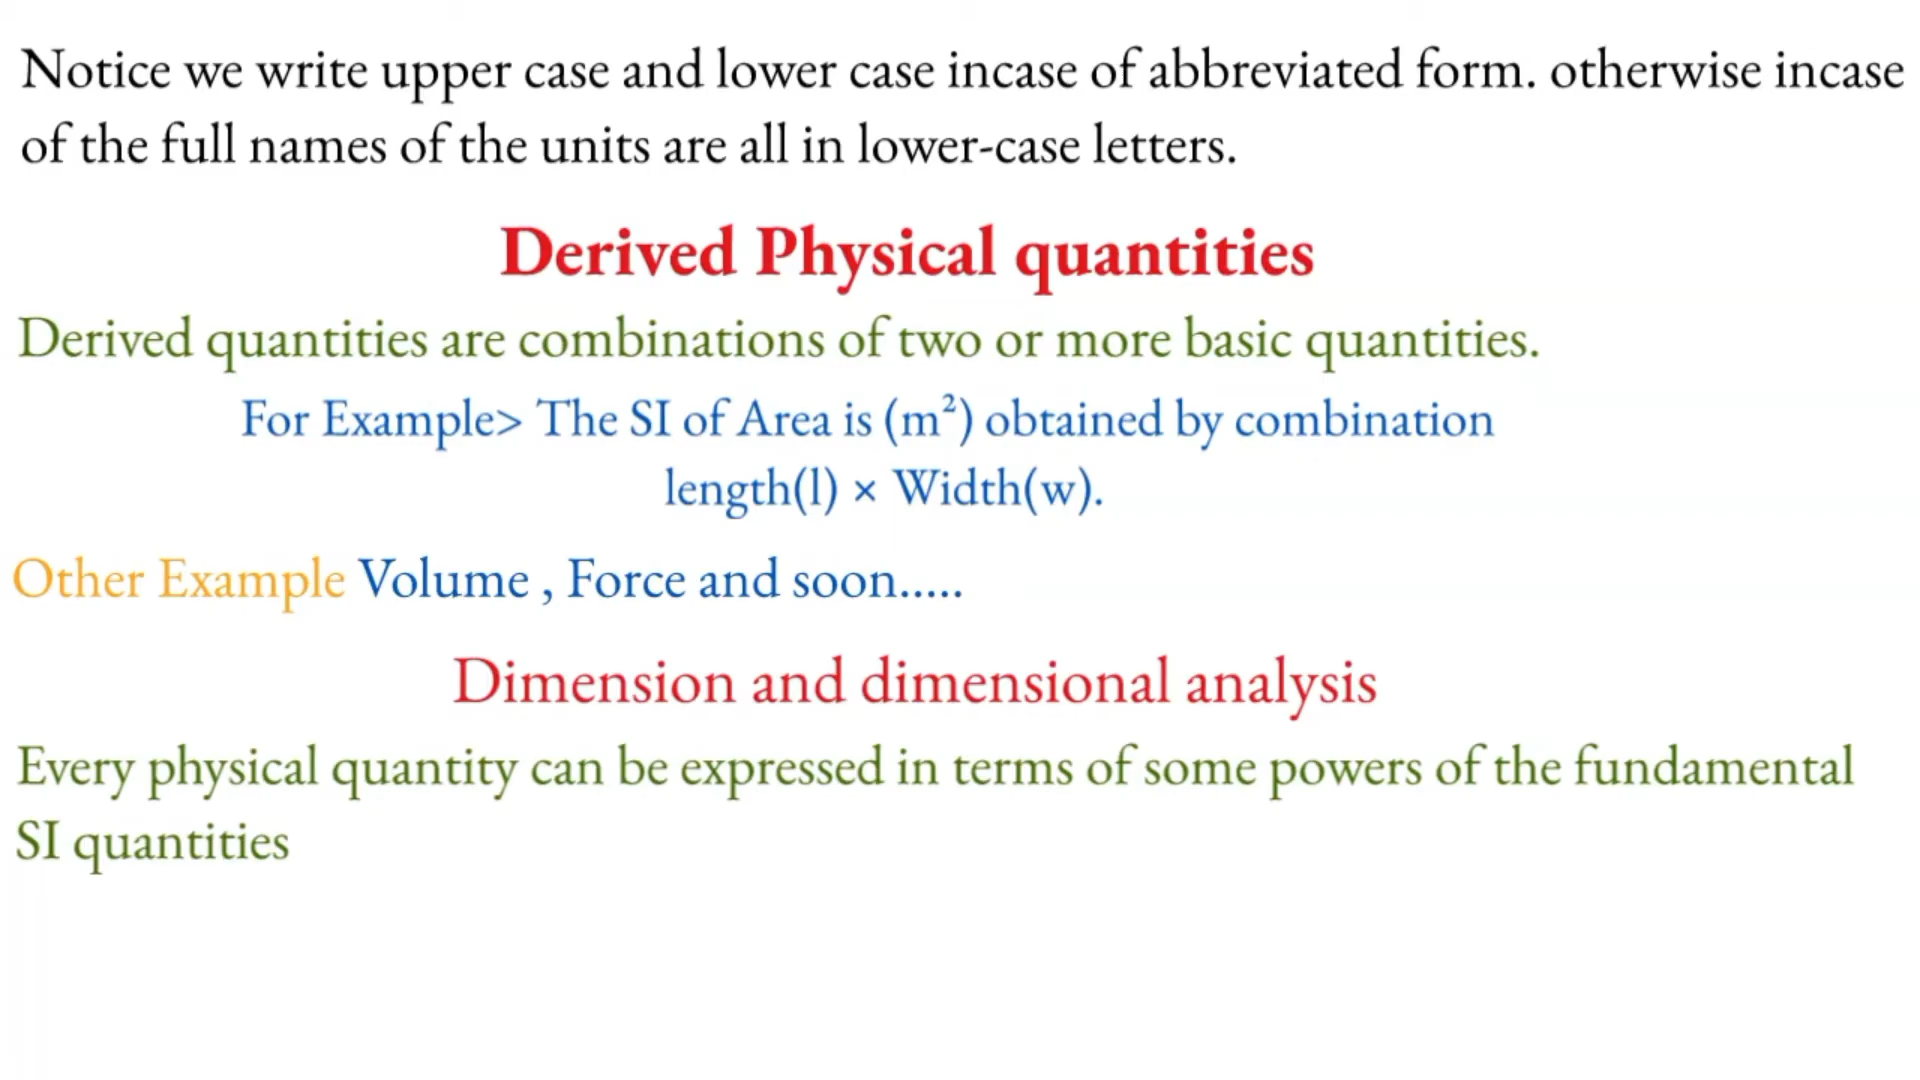 Notice we write upper case and lower case incase of abbreviated form. otherwise incase
of the full names of the units are all in lower-case letters.
Derived Physical quantities
Derived quantities are combinations of two or more basic quantities.
For Example> The SI of Area is (m²) obtained by combination
length(l) × Width(w).
Other Example Volume , Force and soon.....
Dimension and dimensional analysis
Every physical quantity can be expressed in terms of some powers of the fundamental
SI quantities